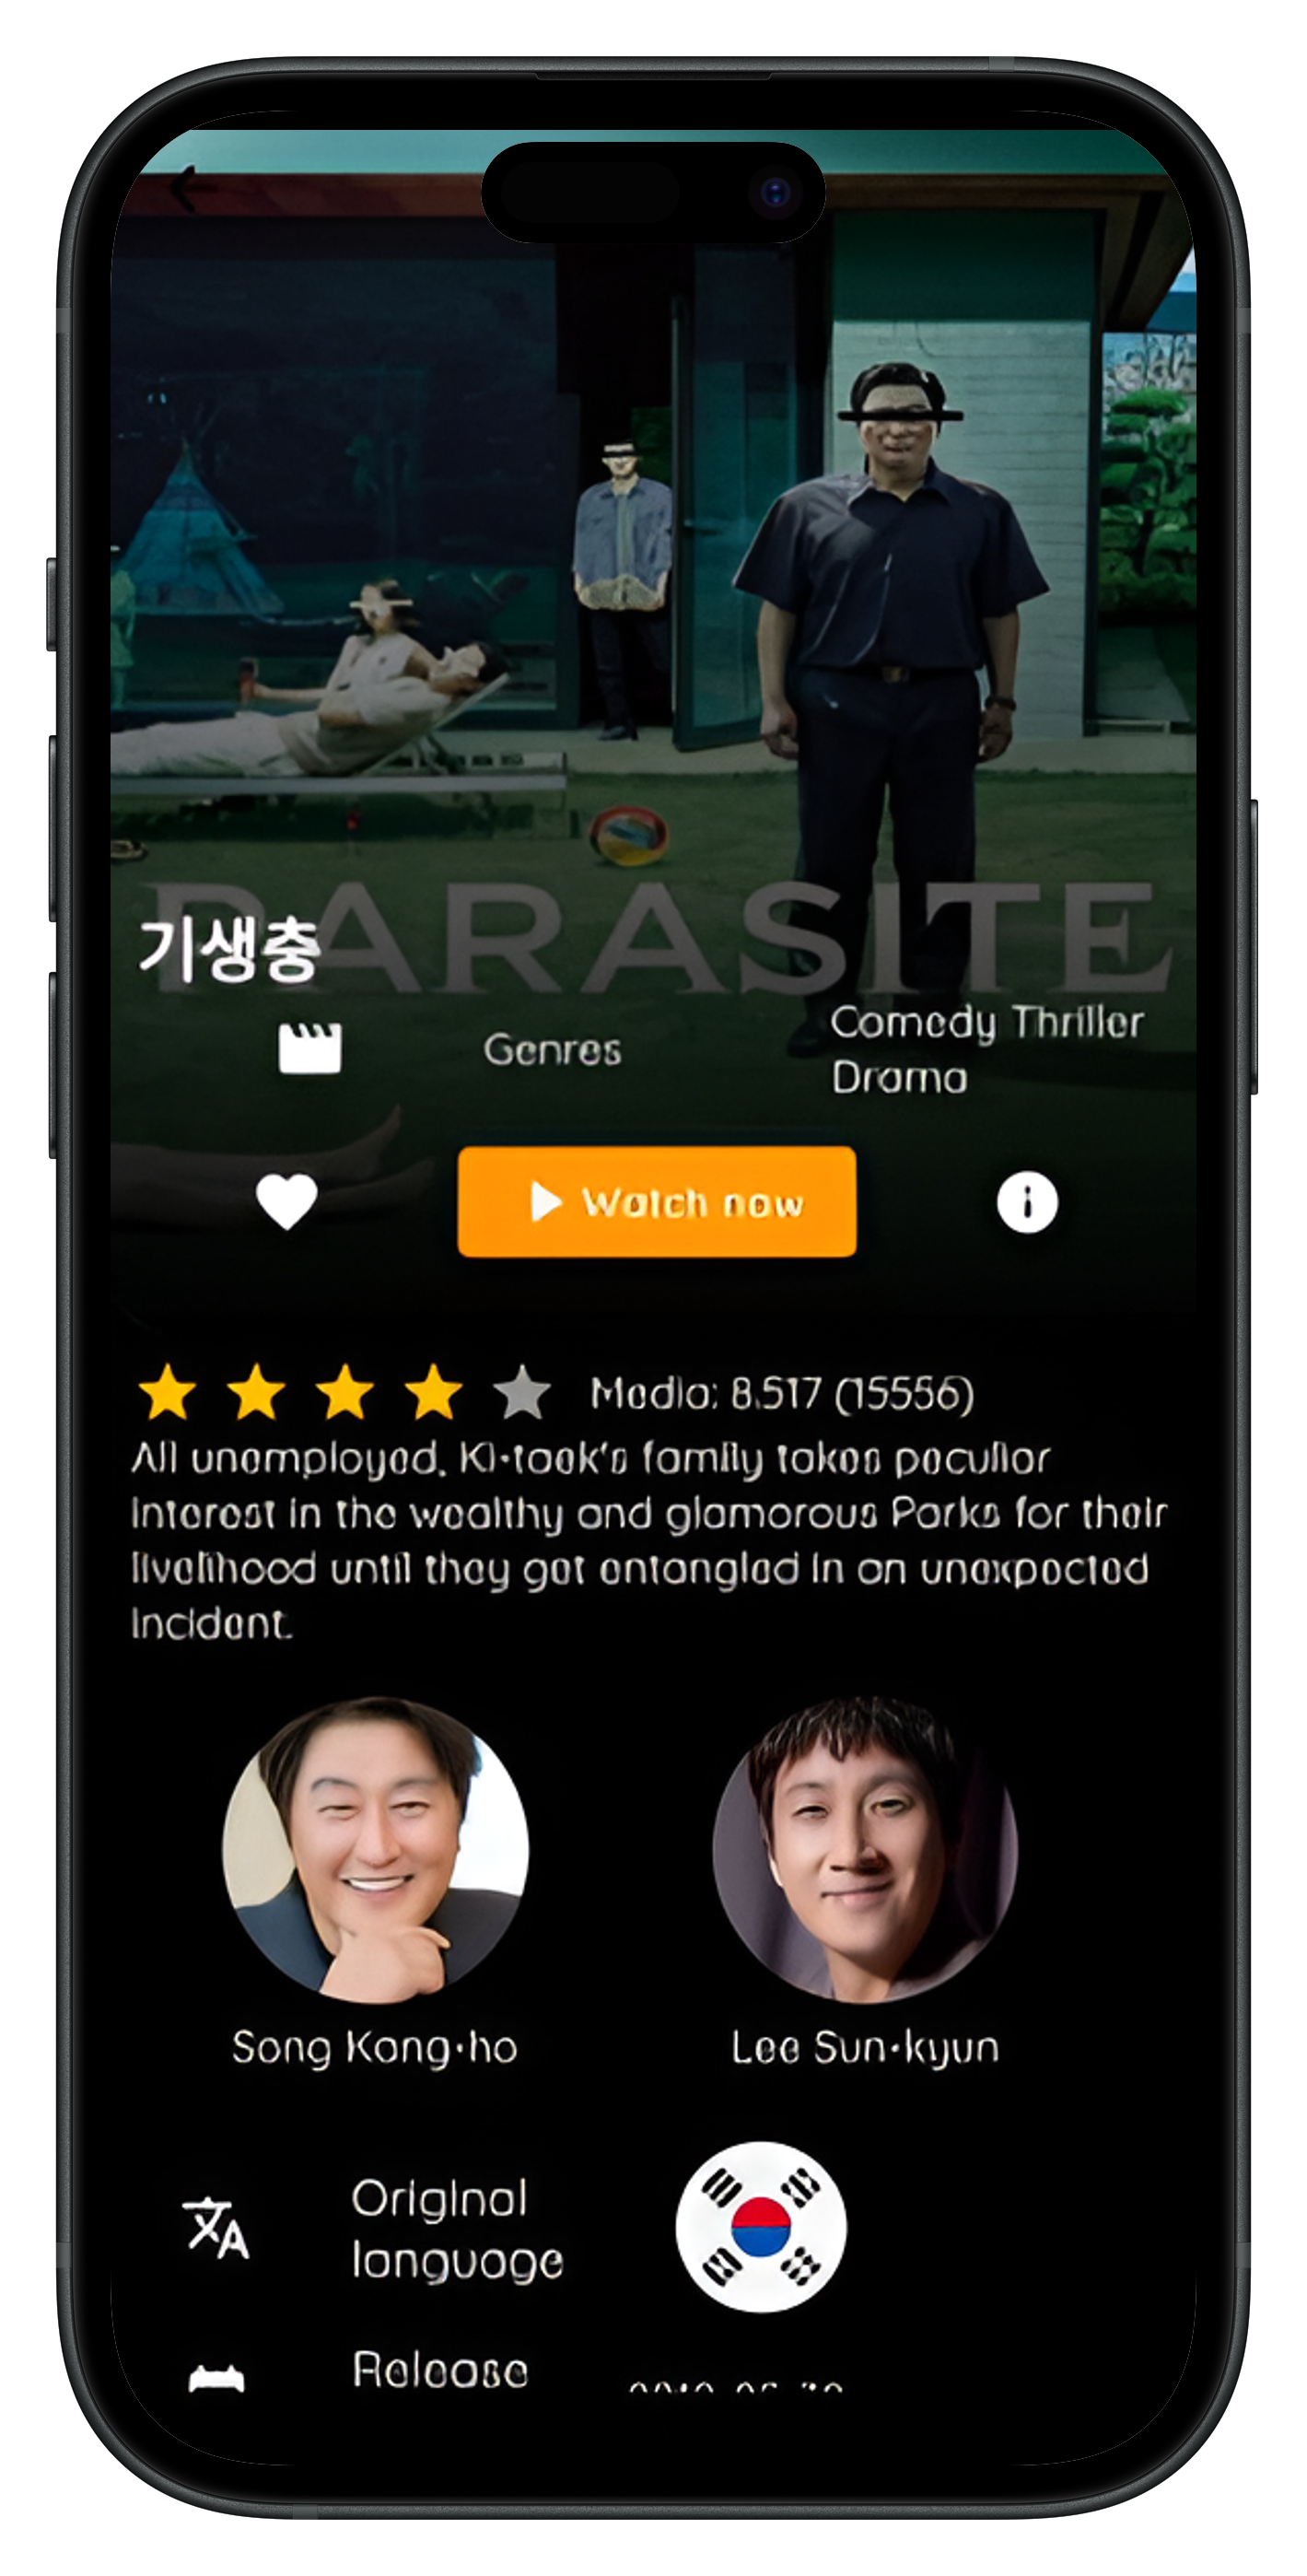 PARASITE
기생충
Genres
Comedy Thriller
Drama
Watch now
Media: 8.517 (15556)
All unemployed, Ki-taek's family takes peculiar
interest in the wealthy and glamorous Parks for their
livelihood until they get entangled in an unexpected
incident.
Song Kang-ho
Lee Sun-kyun
Original
language
Release